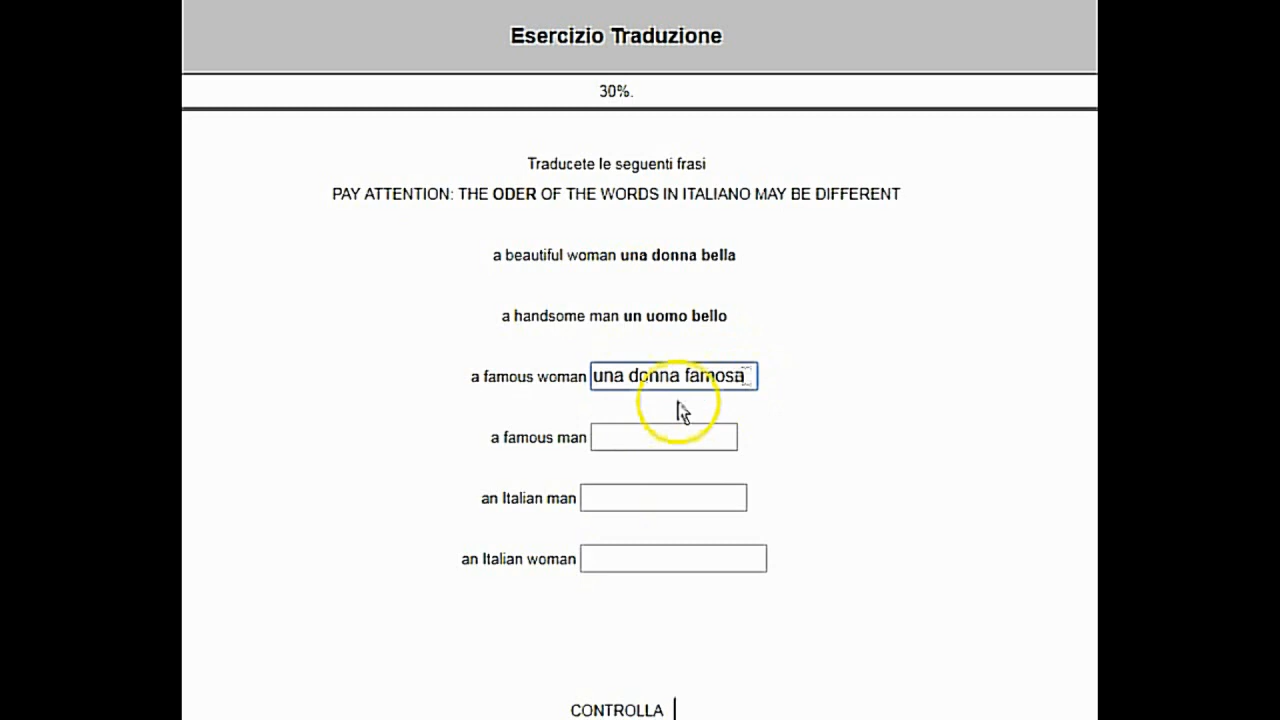 Esercizio Traduzione
30%.
Traducete le seguenti frasi
PAY ATTENTION: THE ODER OF THE WORDS IN ITALIANO MAY BE DIFFERENT
a beautiful woman una donna bella
a handsome man un uomo bello
a famous woman una donna famosa
a famous man
an Italian man
an Italian woman
CONTROLLA